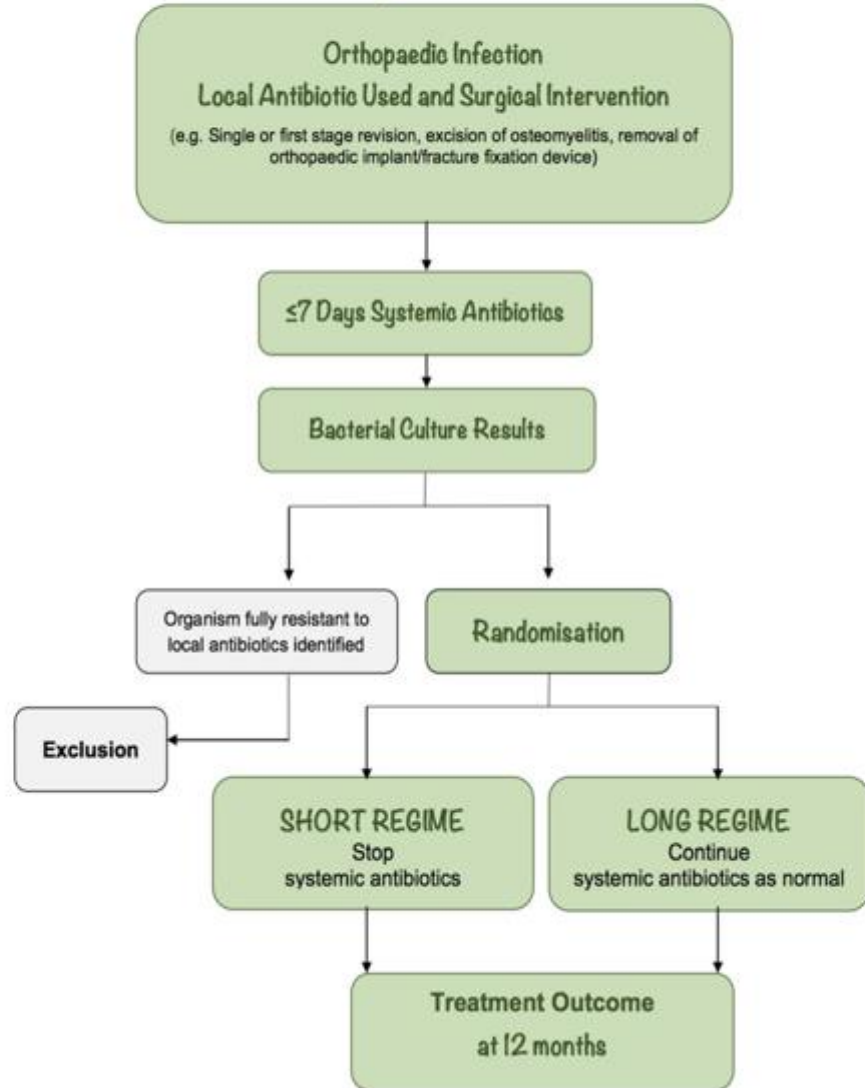 Orthopaedic Infection
Local Antibiotic Used and Surgical Intervention
(e.g. Single or first stage revision, excision of osteomyelitis, removal of
orthopaedic implant/fracture fixation device)
≤7 Days Systemic Antibiotics
Bacterial Culture Results
Organism fully resistant to
local antibiotics identified
Randomisation
Exclusion
SHORT REGIME
Stop
systemic antibiotics
LONG REGIME
Continue
systemic antibiotics as normal
Treatment Outcome
at 12 months